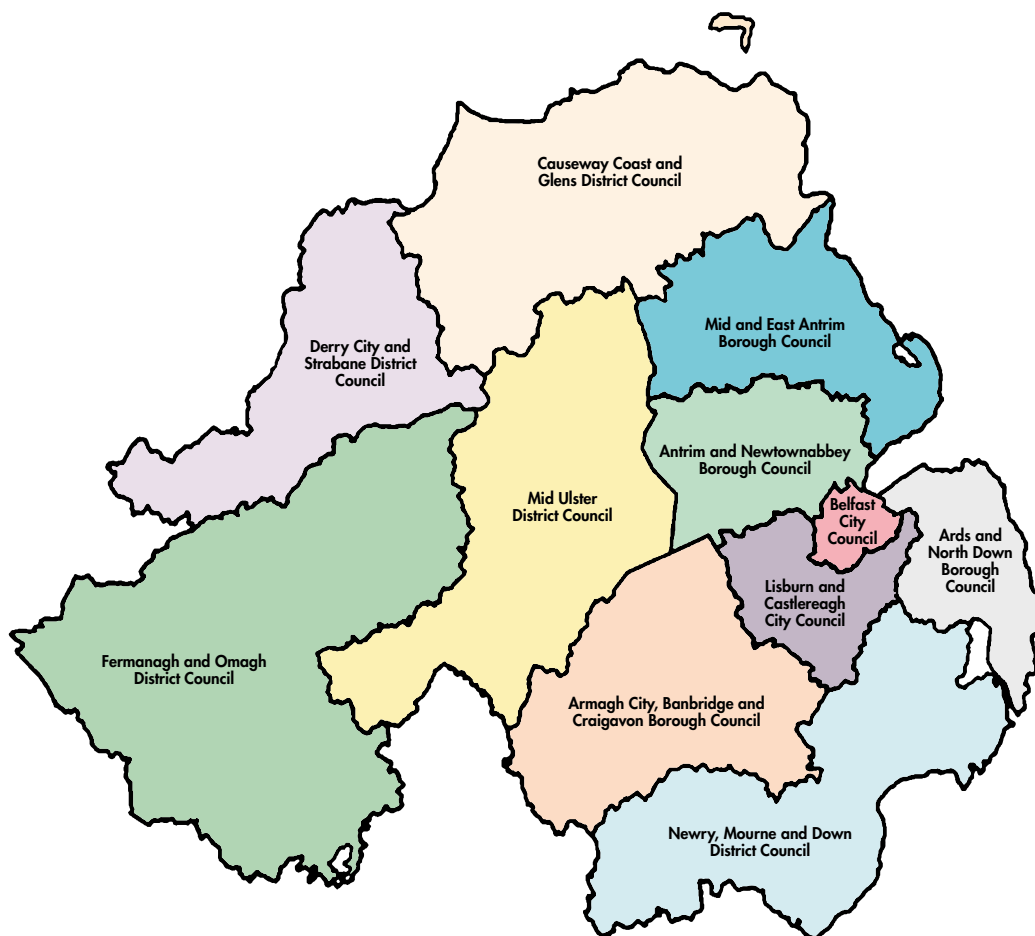 Causeway Coast and
Glens District Council
Mid and East Antrim
Borough Council
Derry City and
Strabane District
Council
Antrim and Newtownabbey
Borough Council
Mid Ulster
District Council
Belfast
City
Council
Ards and
North Down
Borough
Council
Lisburn and
Castlereagh
City Council
Fermanagh and Omagh
District Council
Armagh City, Banbridge and
Craigavon Borough Council
Newry, Mourne and Down
District Council